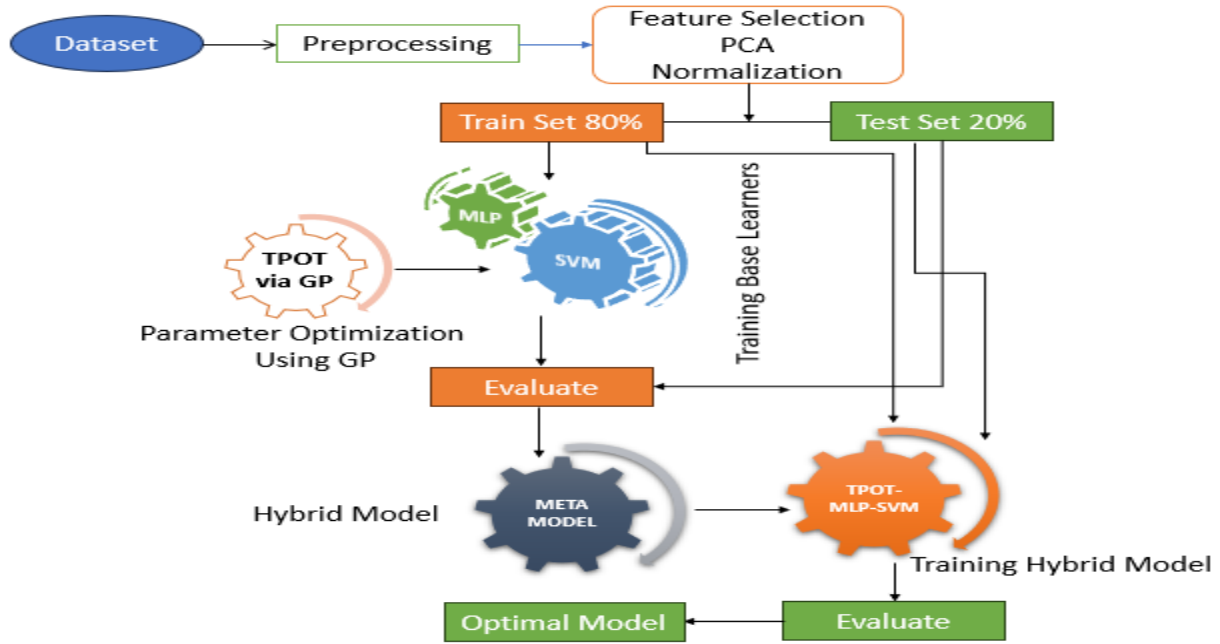 Dataset
Preprocessing
Feature Selection
PCA
Normalization
Train Set 80%
Test Set 20%
MLP
SVM
TPOT
via GP
Parameter Optimization
Using GP
Training Base Learners
Evaluate
Hybrid Model
META
MODEL
TPOT-
MLP-SVM
Training Hybrid Model
Optimal Model
Evaluate